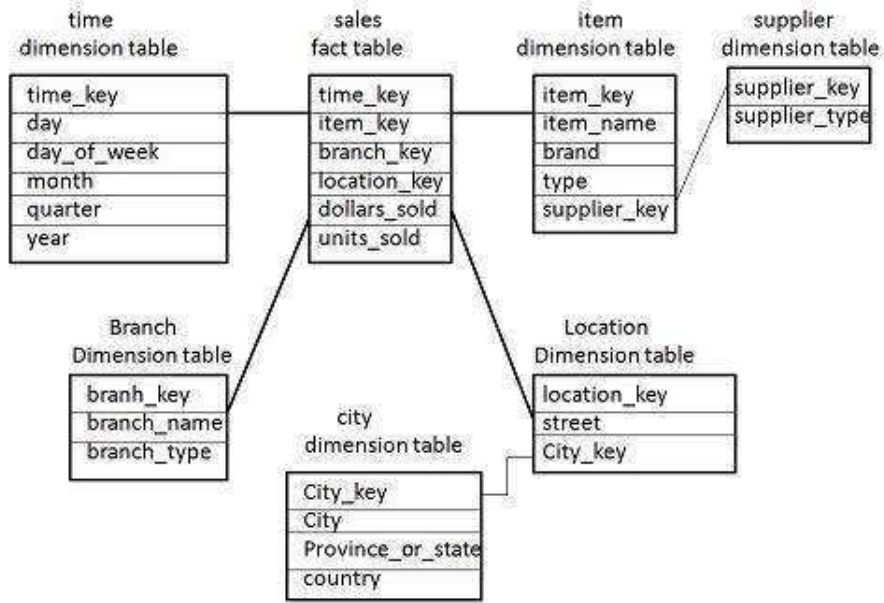 time
dimension table
time_key
day
day_of_week
month
quarter
year
sales
fact table
time_key
item_key
branch_key
location_key
dollars_sold
units_sold
item
dimension table
item_key
item_name
brand
type
supplier_key
supplier
dimension table
supplier_key
supplier_type
Branch
Dimension table
branh_key
branch_name
branch_type
city
dimension table
City_key
City
Province_or_state
country
Location
Dimension table
location_key
street
City_key